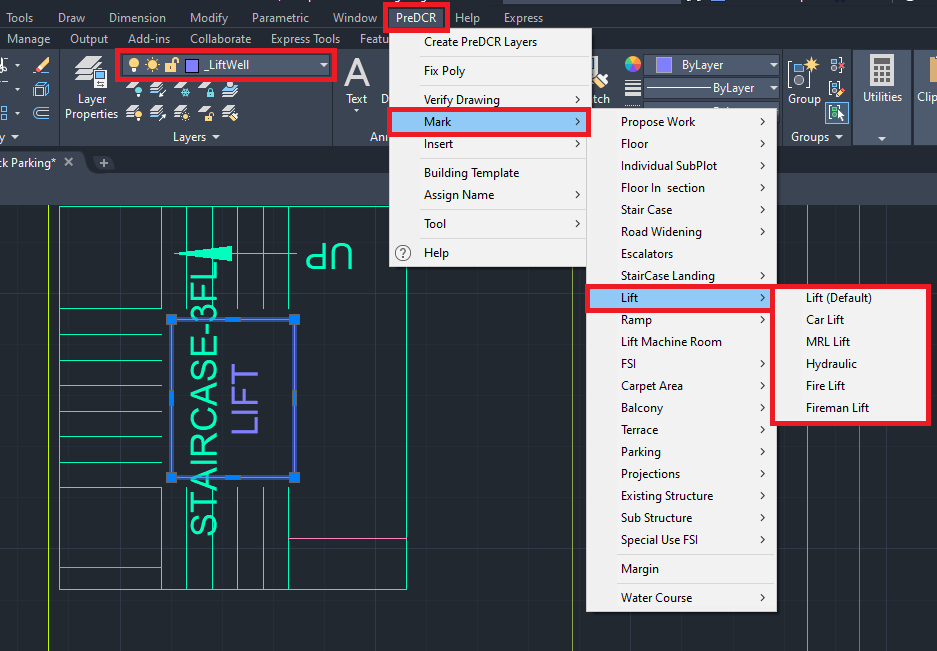 Tools Draw Dimension Modify Parametric Window PreDCR Help Express
Manage Output Add-ins Collaborate Express Tools Featu
_LiftWell
Layer
Properties
Layers
A
Text
D
Ann
tch
ByLayer
ByLayer
Group
Groups
Utilities
Clip
ck Parking*
Create PreDCR Layers
Fix Poly
Verify Drawing
Mark
Insert
Building Template
Assign Name
Tool
Help
Propose Work
Floor
Individual SubPlot
Floor In section
Stair Case
Road Widening
Escalators
StairCase Landing
Lift
Ramp
Lift Machine Room
FSI
Carpet Area
Balcony
Terrace
Parking
Projections
Existing Structure
Sub Structure
Special Use FSI
Margin
Water Course
Lift (Default)
Car Lift
MRL Lift
Hydraulic
Fire Lift
Fireman Lift
UP
STAIRCASE-3FL
LIFT